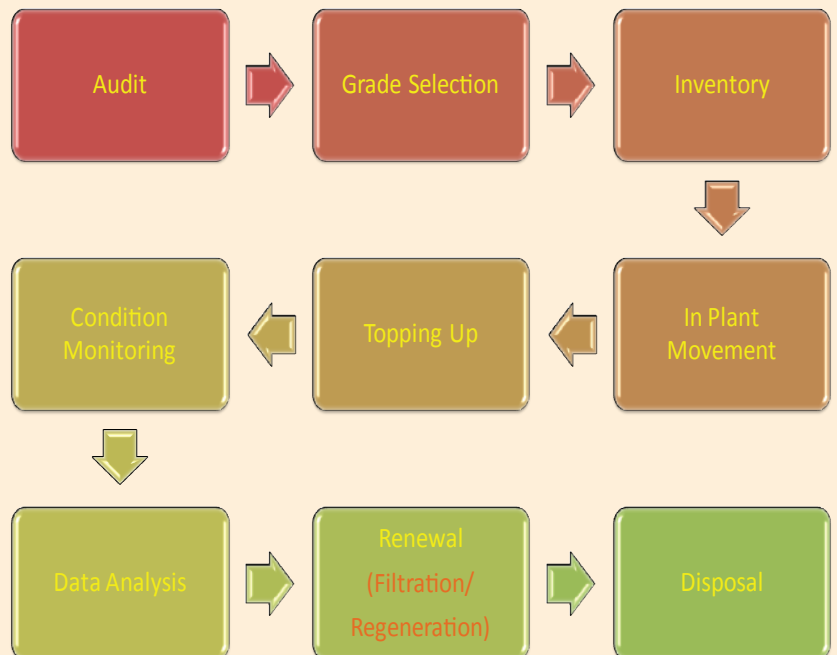 Audit
Grade Selection
Inventory
In Plant
Movement
Topping Up
Condition
Monitoring
Data Analysis
Renewal
(Filtration/
Regeneration)
Disposal